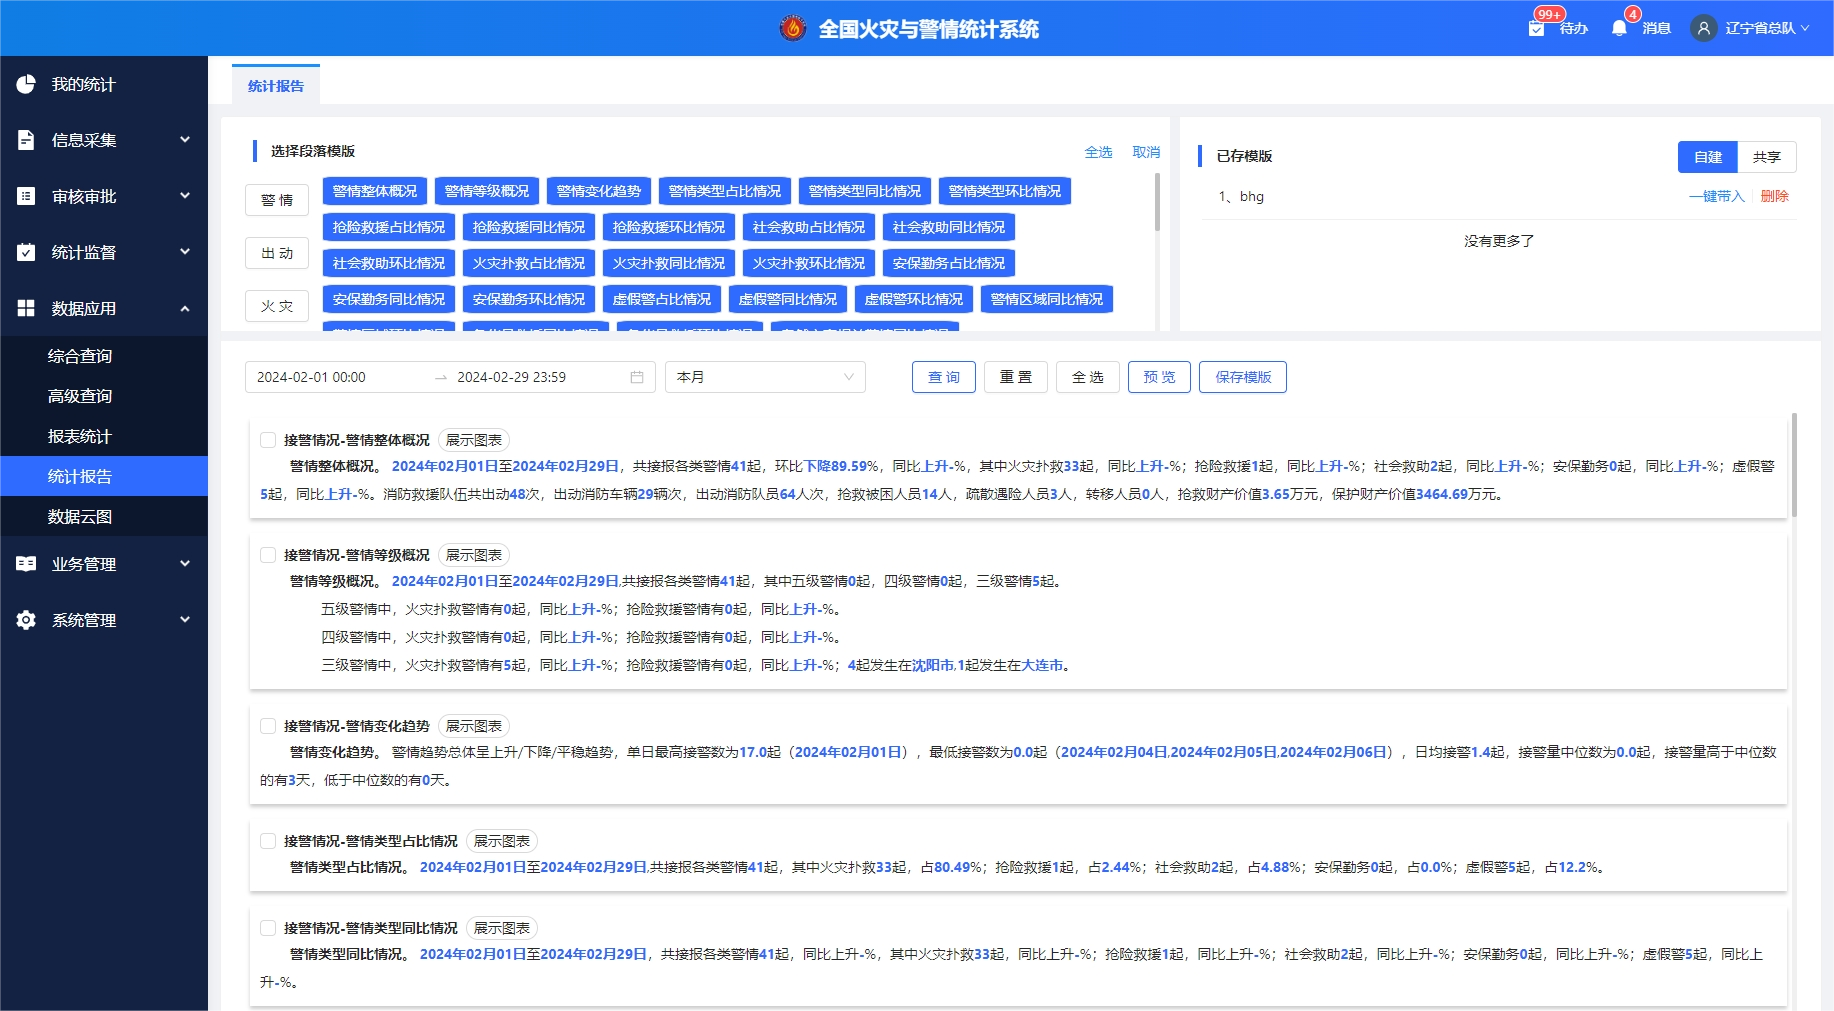 全国火灾与警情统计系统
99+
待办
4
消息
辽宁省总队
我的统计
信息采集
审核审批
统计监督
数据应用
综合查询
高级查询
报表统计
统计报告
数据云图
业务管理
系统管理
统计报告
选择段落模版
全选 取消
警 情
出 动
火 灾
警情整体概况 警情等级概况 警情变化趋势 警情类型占比情况 警情类型同比情况 警情类型环比情况
抢险救援占比情况 抢险救援同比情况 抢险救援环比情况 社会救助占比情况 社会救助同比情况
社会救助环比情况 火灾扑救占比情况 火灾扑救同比情况 火灾扑救环比情况 安保勤务占比情况
安保勤务同比情况 安保勤务环比情况 虚假警占比情况 虚假警同比情况 虚假警环比情况 警情区域同比情况
已存模版
自建 共享
1、bhg
一键带入 删除
没有更多了
2024-02-01 00:00 → 2024-02-29 23:59
本月
查 询 重 置 全 选 预 览 保存模版
接警情况-警情整体概况 展示图表
警情整体概况。 2024年02月01日至2024年02月29日，共接报各类警情41起，环比下降89.59%，同比上升-%，其中火灾扑救33起，同比上升-%；抢险救援1起，同比上升-%；社会救助2起，同比上升-%；安保勤务0起，同比上升-%；虚假警
5起，同比上升-%。消防救援队伍共出动48次，出动消防车辆29辆次，出动消防队员64人次，抢救被困人员14人，疏散遇险人员3人，转移人员0人，抢救财产价值3.65万元，保护财产价值3464.69万元。
接警情况-警情等级概况 展示图表
警情等级概况。 2024年02月01日至2024年02月29日,共接报各类警情41起，其中五级警情0起，四级警情0起，三级警情5起。
五级警情中，火灾扑救警情有0起，同比上升-%；抢险救援警情有0起，同比上升-%。
四级警情中，火灾扑救警情有0起，同比上升-%；抢险救援警情有0起，同比上升-%。
三级警情中，火灾扑救警情有5起，同比上升-%；抢险救援警情有0起，同比上升-%；4起发生在沈阳市,1起发生在大连市。
接警情况-警情变化趋势 展示图表
警情变化趋势。 警情趋势总体呈上升/下降/平稳趋势，单日最高接警数为17.0起（2024年02月01日），最低接警数为0.0起（2024年02月04日,2024年02月05日,2024年02月06日），日均接警1.4起，接警量中位数为0.0起，接警量高于中位数
的有3天，低于中位数的有0天。
接警情况-警情类型占比情况 展示图表
警情类型占比情况。 2024年02月01日至2024年02月29日,共接报各类警情41起，其中火灾扑救33起，占80.49%；抢险救援1起，占2.44%；社会救助2起，占4.88%；安保勤务0起，占0.0%；虚假警5起，占12.2%。
接警情况-警情类型同比情况 展示图表
警情类型同比情况。 2024年02月01日至2024年02月29日，共接报各类警情41起，同比上升-%，其中火灾扑救33起，同比上升-%；抢险救援1起，同比上升-%；社会救助2起，同比上升-%；安保勤务0起，同比上升-%；虚假警5起，同比上
升-%。